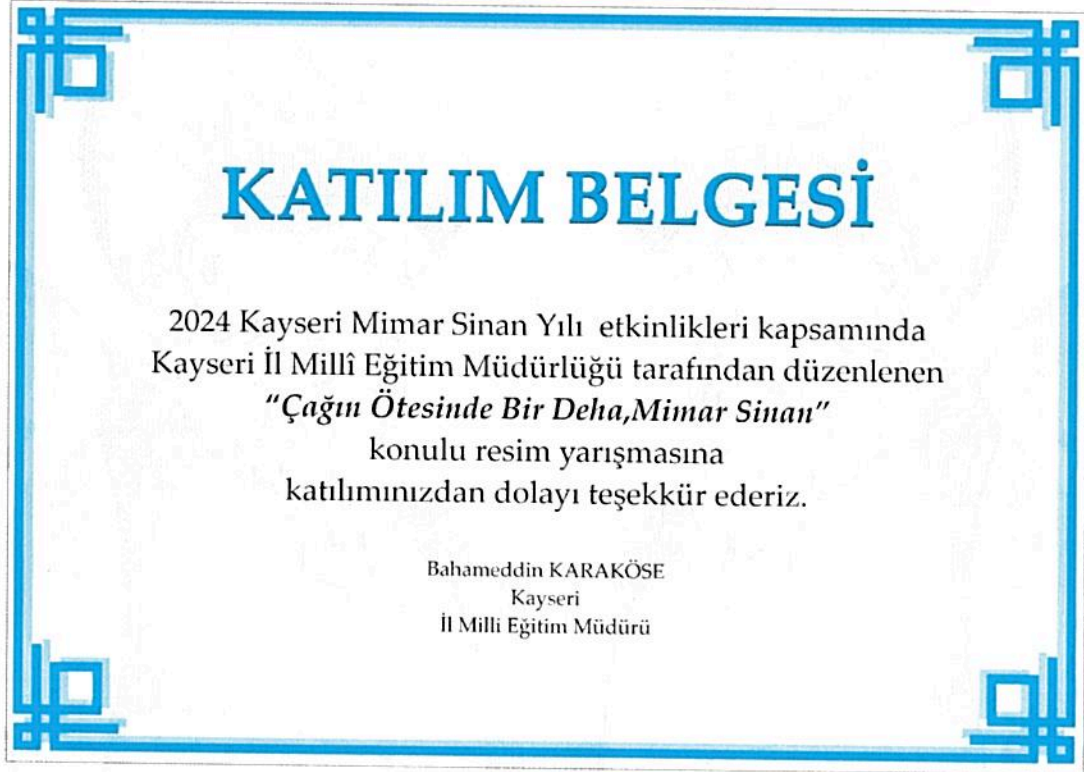 KATILIM BELGESİ
2024 Kayseri Mimar Sinan Yılı etkinlikleri kapsamında
Kayseri İl Millî Eğitim Müdürlüğü tarafından düzenlenen
"Çağın Ötesinde Bir Deha,Mimar Sinan"
konulu resim yarışmasına
katılımınızdan dolayı teşekkür ederiz.
Bahameddin KARAKÖSE
Kayseri
İl Milli Eğitim Müdürü